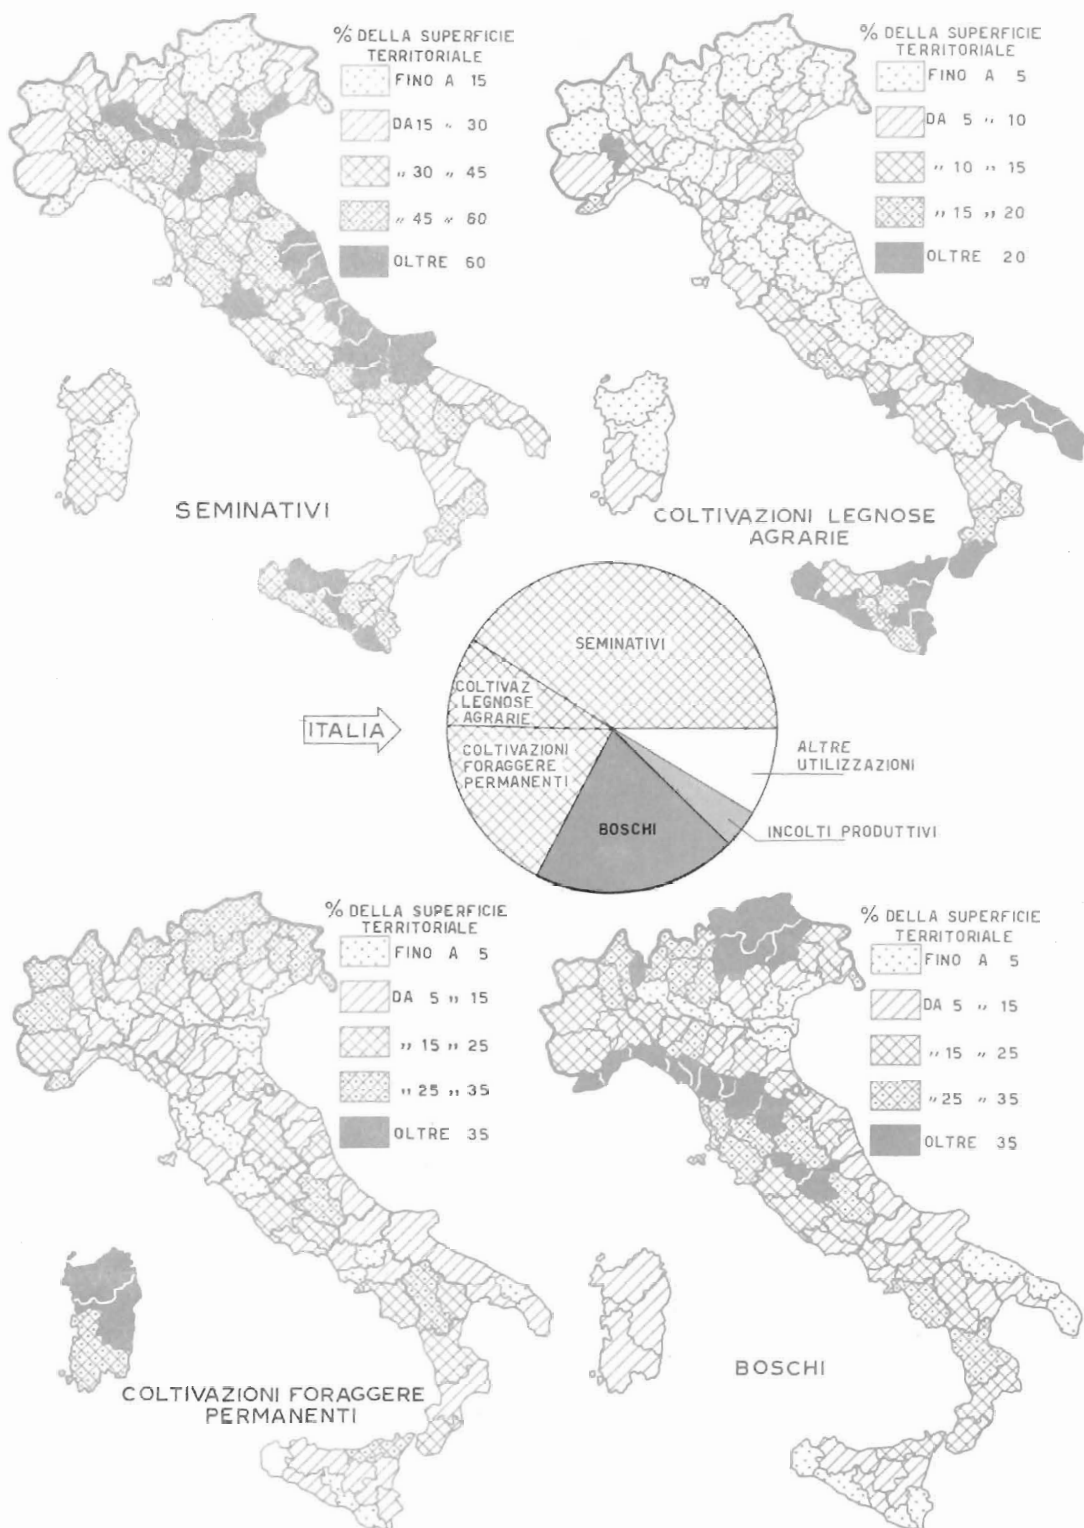 % DELLA SUPERFICIE
TERRITORIALE
FINO A 15
DA 15 " 30
" 30 " 45
" 45 " 60
OLTRE 60
SEMINATIVI
% DELLA SUPERFICIE
TERRITORIALE
FINO A 5
DA 5 " 10
" 10 " 15
" 15 " 20
OLTRE 20
COLTIVAZIONI LEGNOSE
AGRARIE
ITALIA
SEMINATIVI
COLTIVAZ
LEGNOSE
AGRARIE
COLTIVAZIONI
FORAGGERE
PERMANENTI
BOSCHI
ALTRE
UTILIZZAZIONI
INCOLTI PRODUTTIVI
% DELLA SUPERFICIE
TERRITORIALE
FINO A 5
DA 5 " 15
" 15 " 25
" 25 " 35
OLTRE 35
COLTIVAZIONI FORAGGERE
PERMANENTI
% DELLA SUPERFICIE
TERRITORIALE
FINO A 5
DA 5 " 15
" 15 " 25
" 25 " 35
OLTRE 35
BOSCHI